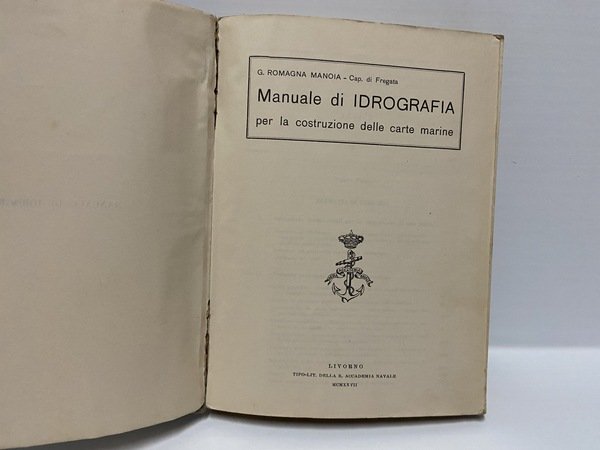 G. ROMAGNA MANOIA – Cap. di Fregata
Manuale di IDROGRAFIA
per la costruzione delle carte marine
LIVORNO
TIPO-LIT. DELLA R. ACCADEMIA NAVALE
MCMXXVII